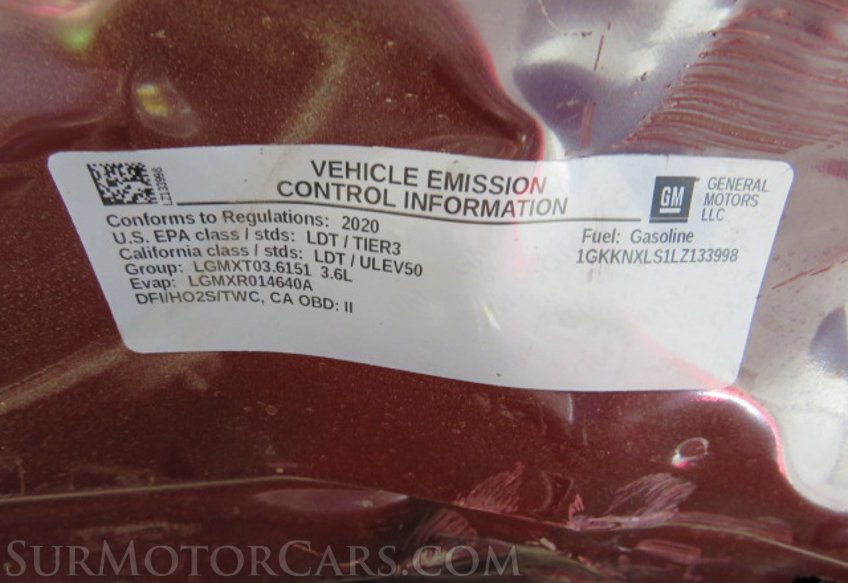 LZ133998
VEHICLE EMISSION
CONTROL INFORMATION
GM
GENERAL
MOTORS
LLC
Conforms to Regulations: 2020
U.S. EPA class / stds: LDT / TIER3
California class / stds: LDT / ULEV50
Group: LGMXT03.6151 3.6L
Evap: LGMXR014640A
DFI/HO2S/TWC, CA OBD: II
Fuel: Gasoline
1GKKNXLS1LZ133998
SurMotorCars.com